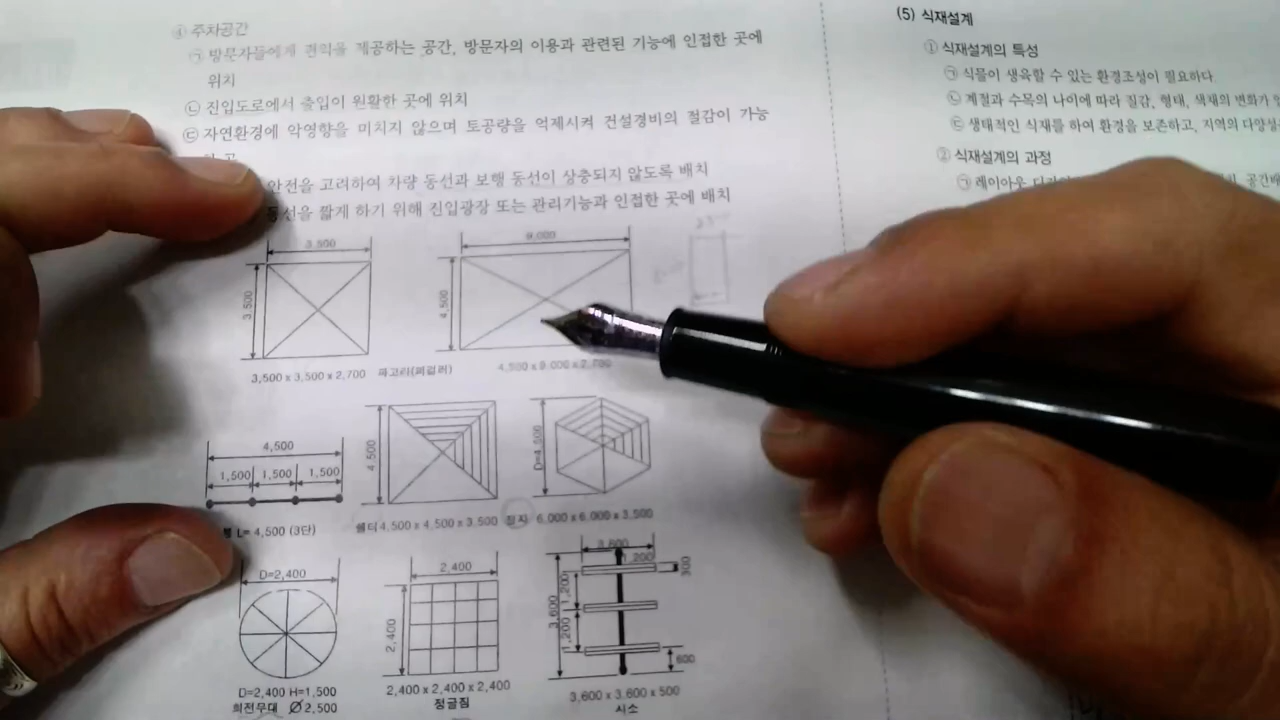 ④ 주차공간
㉠ 방문자들에게 편익을 제공하는 공간, 방문자의 이용과 관련된 기능에 인접한 곳에
위치
㉡ 진입도로에서 출입이 원활한 곳에 위치
㉢ 자연환경에 악영향을 미치지 않으며 토공량을 억제시켜 건설경비의 절감이 가능
안전을 고려하여 차량 동선과 보행 동선이 상충되지 않도록 배치
동선을 짧게 하기 위해 진입광장 또는 관리기능과 인접한 곳에 배치
3,500
3,500
3,500 x 3,500 x 2,700 파고라(퍼걸러)
9,000
4,500
4,500 x 9,000 x 2,700
4,500
1,500 1,500 1,500
L= 4,500 (3단)
4,500
쉘터 4,500 x 4,500 x 3,500
D=4,500
정자 6,000 x 6,000 x 3,500
D=2,400
D=2,400 H=1,500
회전무대 Ø2,500
2,400
2,400
2,400 x 2,400 x 2,400
정글짐
3,600
1,200
300
3,600
1,200
1,200
600
3,600 x 3,600 x 500
시소
(5) 식재설계
① 식재설계의 특성
㉠ 식물이 생육할 수 있는 환경조성이 필요하다
㉡ 계절과 수목의 나이에 따라 질감, 형태, 색채의 변화가
㉢ 생태적인 식재를 하여 환경을 보존하고, 지역의
② 식재설계의 과정
㉠ 레이아웃